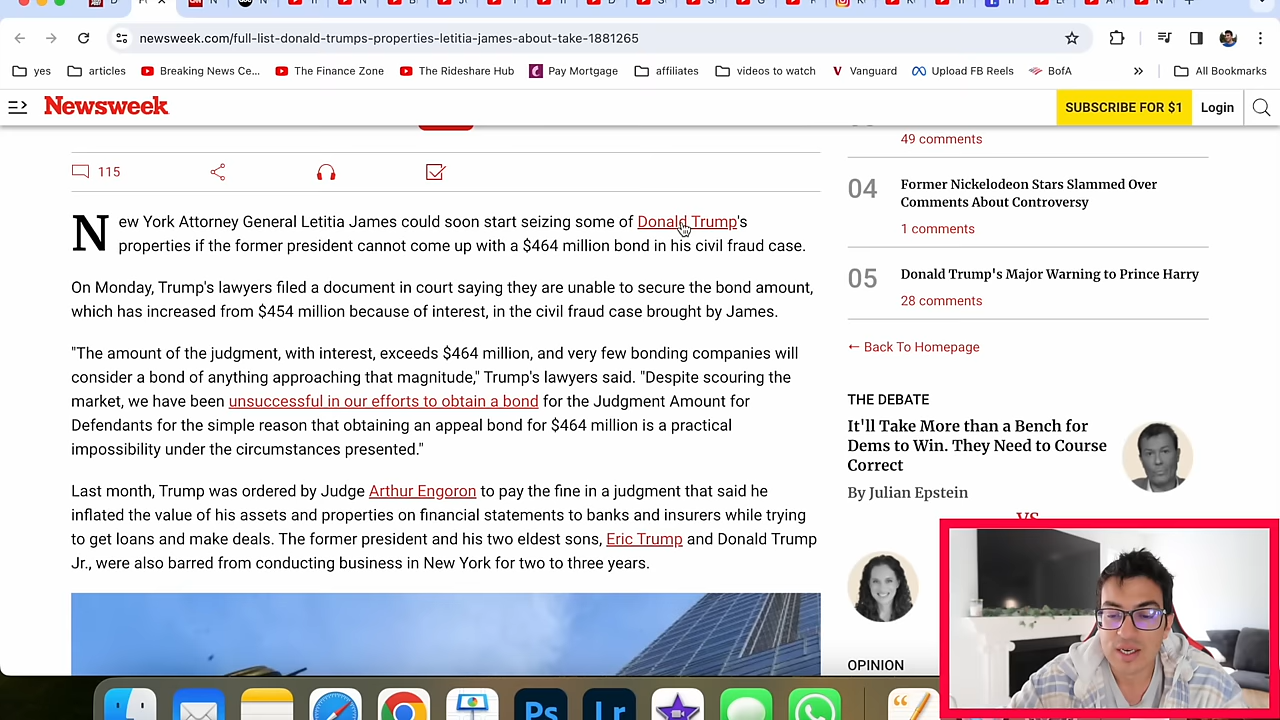 newsweek.com/full-list-donald-trumps-properties-letitia-james-about-take-1881265
yes
articles
Breaking News Ce...
The Finance Zone
The Rideshare Hub
Pay Mortgage
affiliates
videos to watch
Vanguard
Upload FB Reels
BofA
»
All Bookmarks
Newsweek
SUBSCRIBE FOR $1
Login
115
New York Attorney General Letitia James could soon start seizing some of Donald Trump's
properties if the former president cannot come up with a $464 million bond in his civil fraud case.
On Monday, Trump's lawyers filed a document in court saying they are unable to secure the bond amount,
which has increased from $454 million because of interest, in the civil fraud case brought by James.
"The amount of the judgment, with interest, exceeds $464 million, and very few bonding companies will
consider a bond of anything approaching that magnitude," Trump's lawyers said. "Despite scouring the
market, we have been unsuccessful in our efforts to obtain a bond for the Judgment Amount for
Defendants for the simple reason that obtaining an appeal bond for $464 million is a practical
impossibility under the circumstances presented."
Last month, Trump was ordered by Judge Arthur Engoron to pay the fine in a judgment that said he
inflated the value of his assets and properties on financial statements to banks and insurers while trying
to get loans and make deals. The former president and his two eldest sons, Eric Trump and Donald Trump
Jr., were also barred from conducting business in New York for two to three years.
49 comments
04
Former Nickelodeon Stars Slammed Over
Comments About Controversy
1 comments
05
Donald Trump's Major Warning to Prince Harry
28 comments
← Back To Homepage
THE DEBATE
It'll Take More than a Bench for
Dems to Win. They Need to Course
Correct
By Julian Epstein
VS
OPINION
Ps
Lr